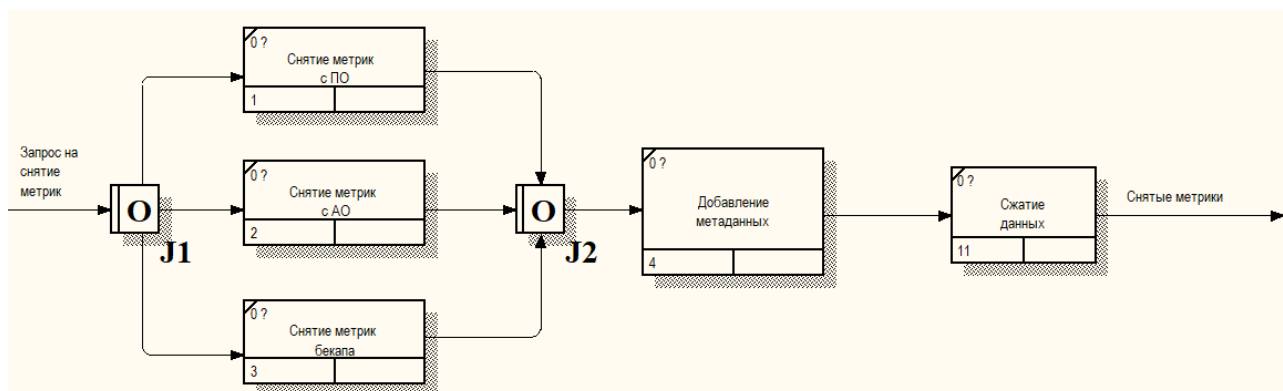 Запрос на
снятие
метрик
O
J1
0 ?
Снятие метрик
с ПО
1
0 ?
Снятие метрик
с АО
2
0 ?
Снятие метрик
бекапа
3
O
J2
0 ?
Добавление
метаданных
4
0 ?
Сжатие
данных
11
Снятые метрики